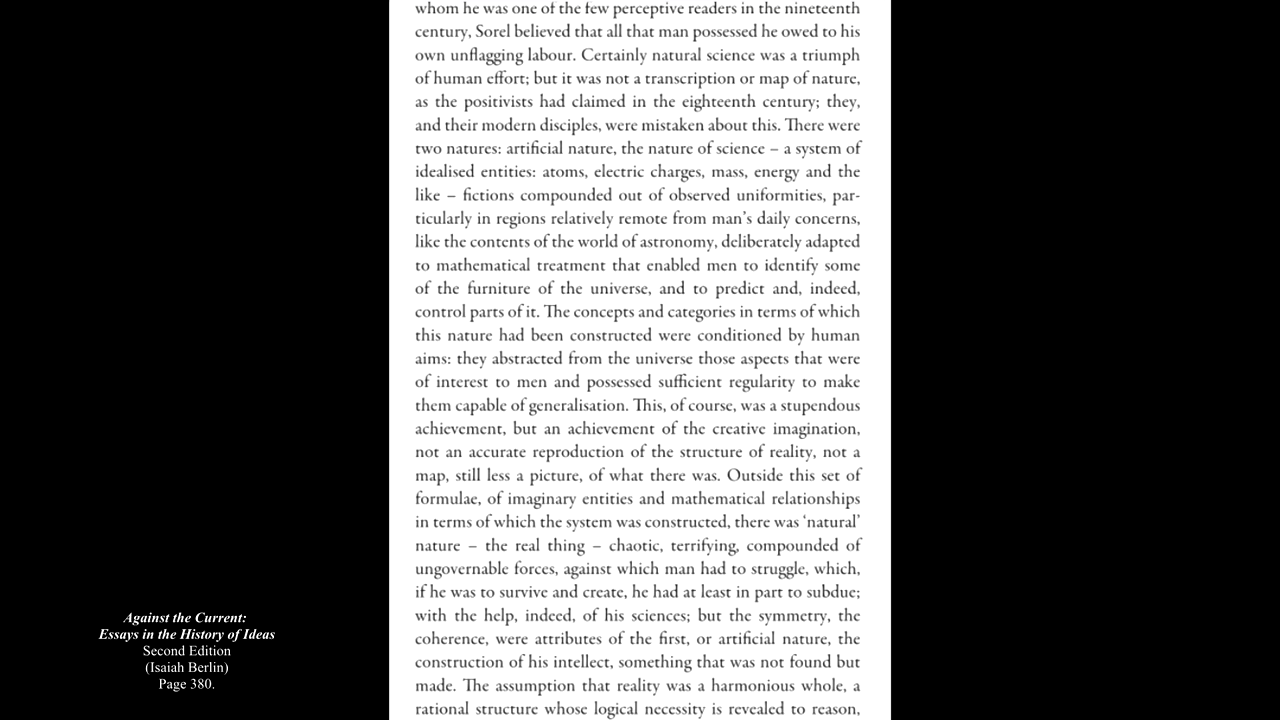 whom he was one of the few perceptive readers in the nineteenth
century, Sorel believed that all that man possessed he owed to his
own unflagging labour. Certainly natural science was a triumph
of human effort; but it was not a transcription or map of nature,
as the positivists had claimed in the eighteenth century; they,
and their modern disciples, were mistaken about this. There were
two natures: artificial nature, the nature of science – a system of
idealised entities: atoms, electric charges, mass, energy and the
like – fictions compounded out of observed uniformities, par-
ticularly in regions relatively remote from man's daily concerns,
like the contents of the world of astronomy, deliberately adapted
to mathematical treatment that enabled men to identify some
of the furniture of the universe, and to predict and, indeed,
control parts of it. The concepts and categories in terms of which
this nature had been constructed were conditioned by human
aims: they abstracted from the universe those aspects that were
of interest to men and possessed sufficient regularity to make
them capable of generalisation. This, of course, was a stupendous
achievement, but an achievement of the creative imagination,
not an accurate reproduction of the structure of reality, not a
map, still less a picture, of what there was. Outside this set of
formulae, of imaginary entities and mathematical relationships
in terms of which the system was constructed, there was ‘natural’
nature – the real thing – chaotic, terrifying, compounded of
ungovernable forces, against which man had to struggle, which,
if he was to survive and create, he had at least in part to subdue;
with the help, indeed, of his sciences; but the symmetry, the
coherence, were attributes of the first, or artificial nature, the
construction of his intellect, something that was not found but
made. The assumption that reality was a harmonious whole, a
rational structure whose logical necessity is revealed to reason,
Against the Current:
Essays in the History of Ideas
Second Edition
(Isaiah Berlin)
Page 380.